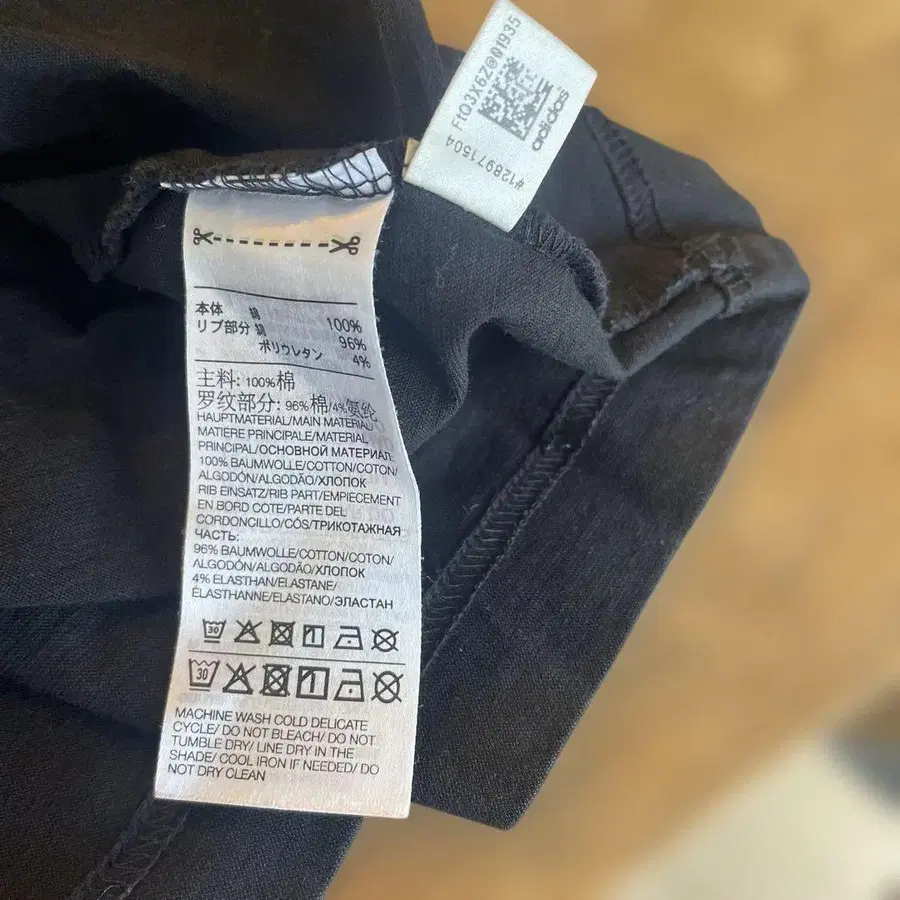 FtQJX6Z@01935
adidas
#128971504
本体 綿 100%
リブ部分 綿 96%
ポリウレタン 4%
主料: 100%棉
罗纹部分: 96%棉/4%氨纶
HAUPTMATERIAL/MAIN MATERIAL/
MATIERE PRINCIPALE/MATERIAL
PRINCIPAL/ОСНОВНОЙ МАТЕРИАЛ:
100% BAUMWOLLE/COTTON/COTON/
ALGODÓN/ALGODÃO/ХЛОПОК
RIB EINSATZ/RIB PART/EMPIECEMENT
EN BORD COTE/PARTE DEL
CORDONCILLO/CÓS/ТРИКОТАЖНАЯ
ЧАСТЬ:
96% BAUMWOLLE/COTTON/COTON/
ALGODÓN/ALGODÃO/ХЛОПОК
4% ELASTHAN/ELASTANE/
ÉLASTHANNE/ELASTANO/ЭЛАСТАН
30
30
MACHINE WASH COLD DELICATE
CYCLE/ DO NOT BLEACH/ DO NOT
TUMBLE DRY/ LINE DRY IN THE
SHADE/ COOL IRON IF NEEDED/ DO
NOT DRY CLEAN